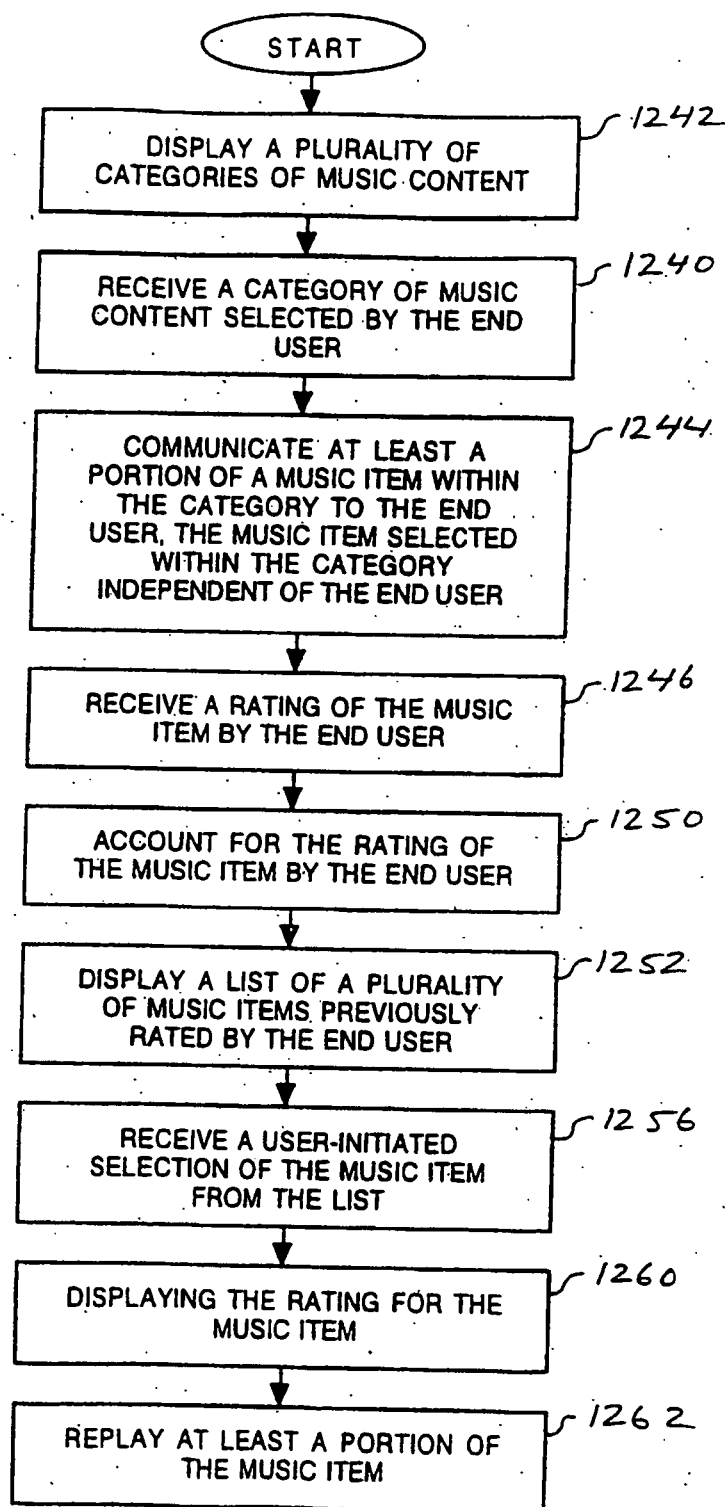 START
1242
DISPLAY A PLURALITY OF
CATEGORIES OF MUSIC CONTENT
1240
RECEIVE A CATEGORY OF MUSIC
CONTENT SELECTED BY THE END
USER
1244
COMMUNICATE AT LEAST A
PORTION OF A MUSIC ITEM WITHIN
THE CATEGORY TO THE END
USER, THE MUSIC ITEM SELECTED
WITHIN THE CATEGORY
INDEPENDENT OF THE END USER
1246
RECEIVE A RATING OF THE MUSIC
ITEM BY THE END USER
1250
ACCOUNT FOR THE RATING OF
THE MUSIC ITEM BY THE END USER
1252
DISPLAY A LIST OF A PLURALITY
OF MUSIC ITEMS PREVIOUSLY
RATED BY THE END USER
1256
RECEIVE A USER-INITIATED
SELECTION OF THE MUSIC ITEM
FROM THE LIST
1260
DISPLAYING THE RATING FOR THE
MUSIC ITEM
1262
REPLAY AT LEAST A PORTION OF
THE MUSIC ITEM